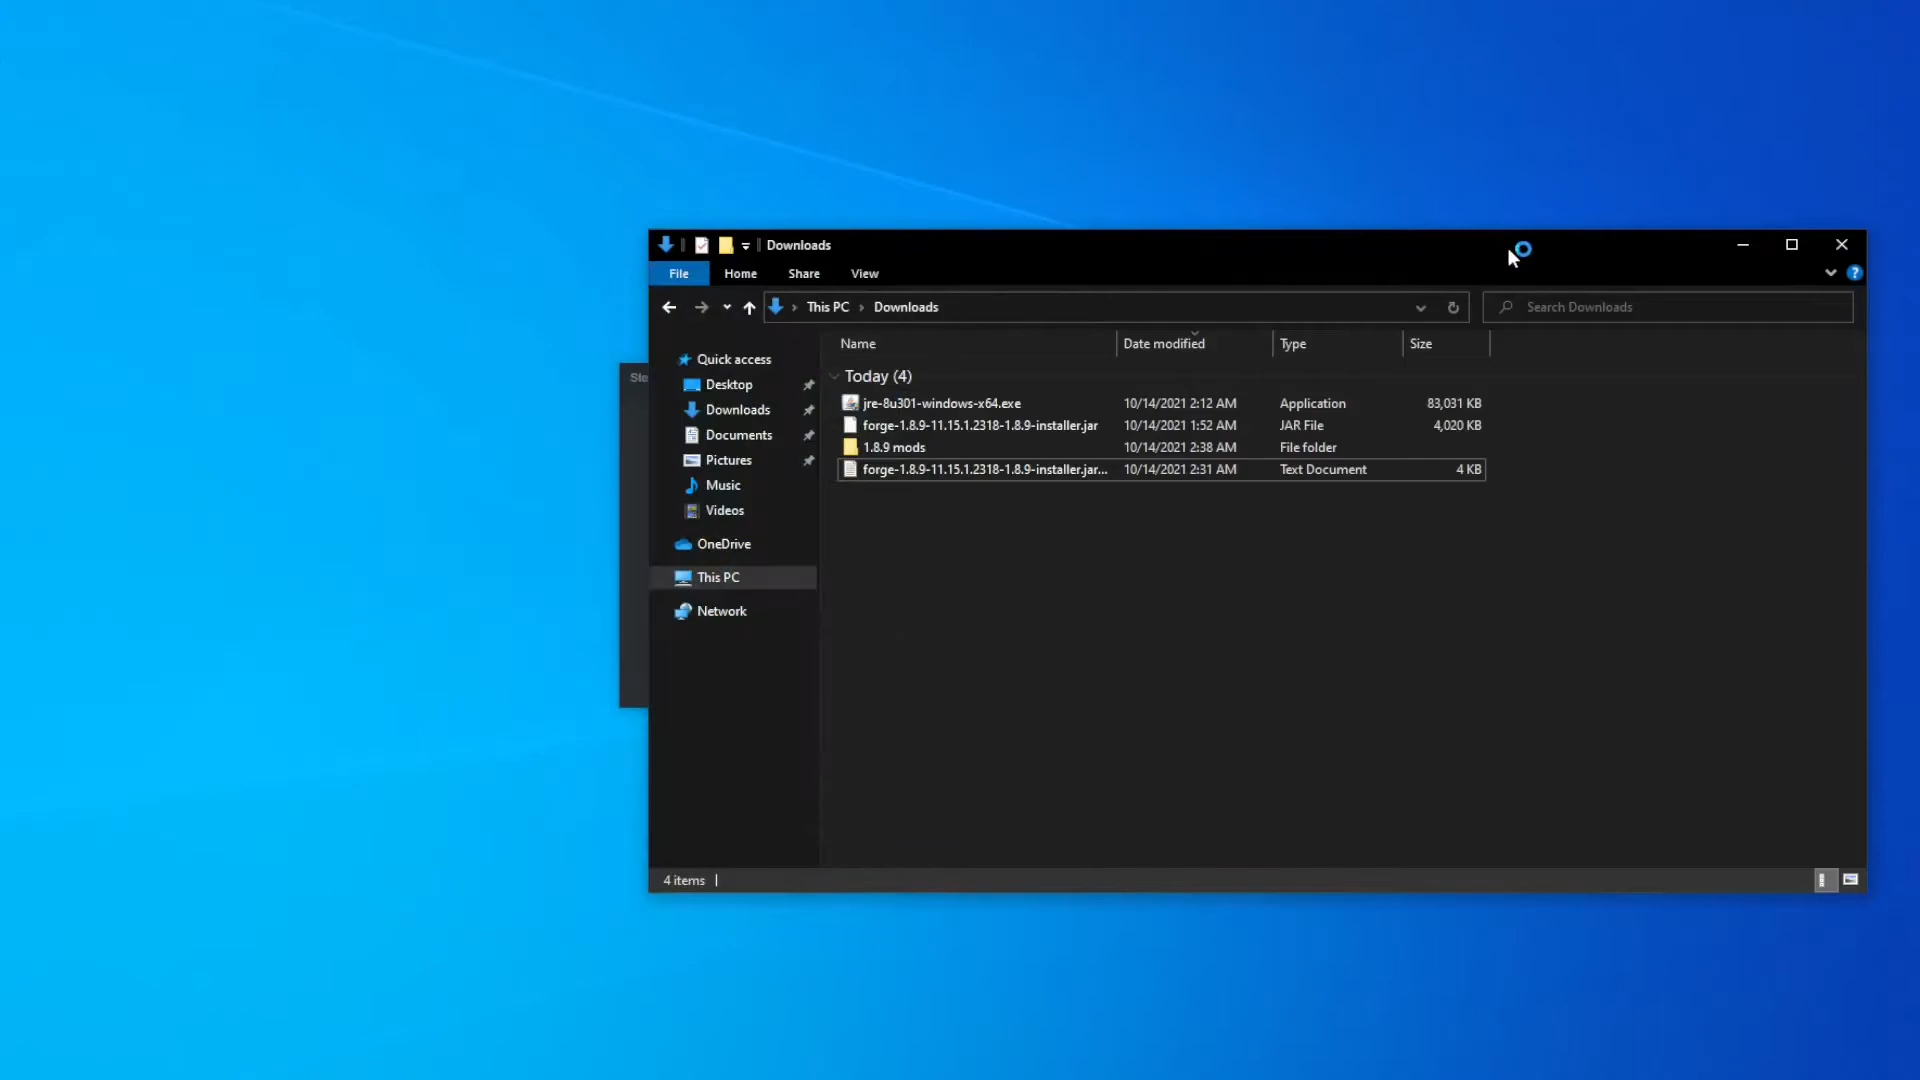 Downloads
File Home Share View
This PC Downloads
Search Downloads
Name Date modified Type Size
Today (4)
jre-8u301-windows-x64.exe 10/14/2021 2:12 AM Application 83,031 KB
forge-1.8.9-11.15.1.2318-1.8.9-installer.jar 10/14/2021 1:52 AM JAR File 4,020 KB
1.8.9 mods 10/14/2021 2:38 AM File folder
forge-1.8.9-11.15.1.2318-1.8.9-installer.jar... 10/14/2021 2:31 AM Text Document 4 KB
Quick access
Desktop
Downloads
Documents
Pictures
Music
Videos
OneDrive
This PC
Network
Ste
4 items